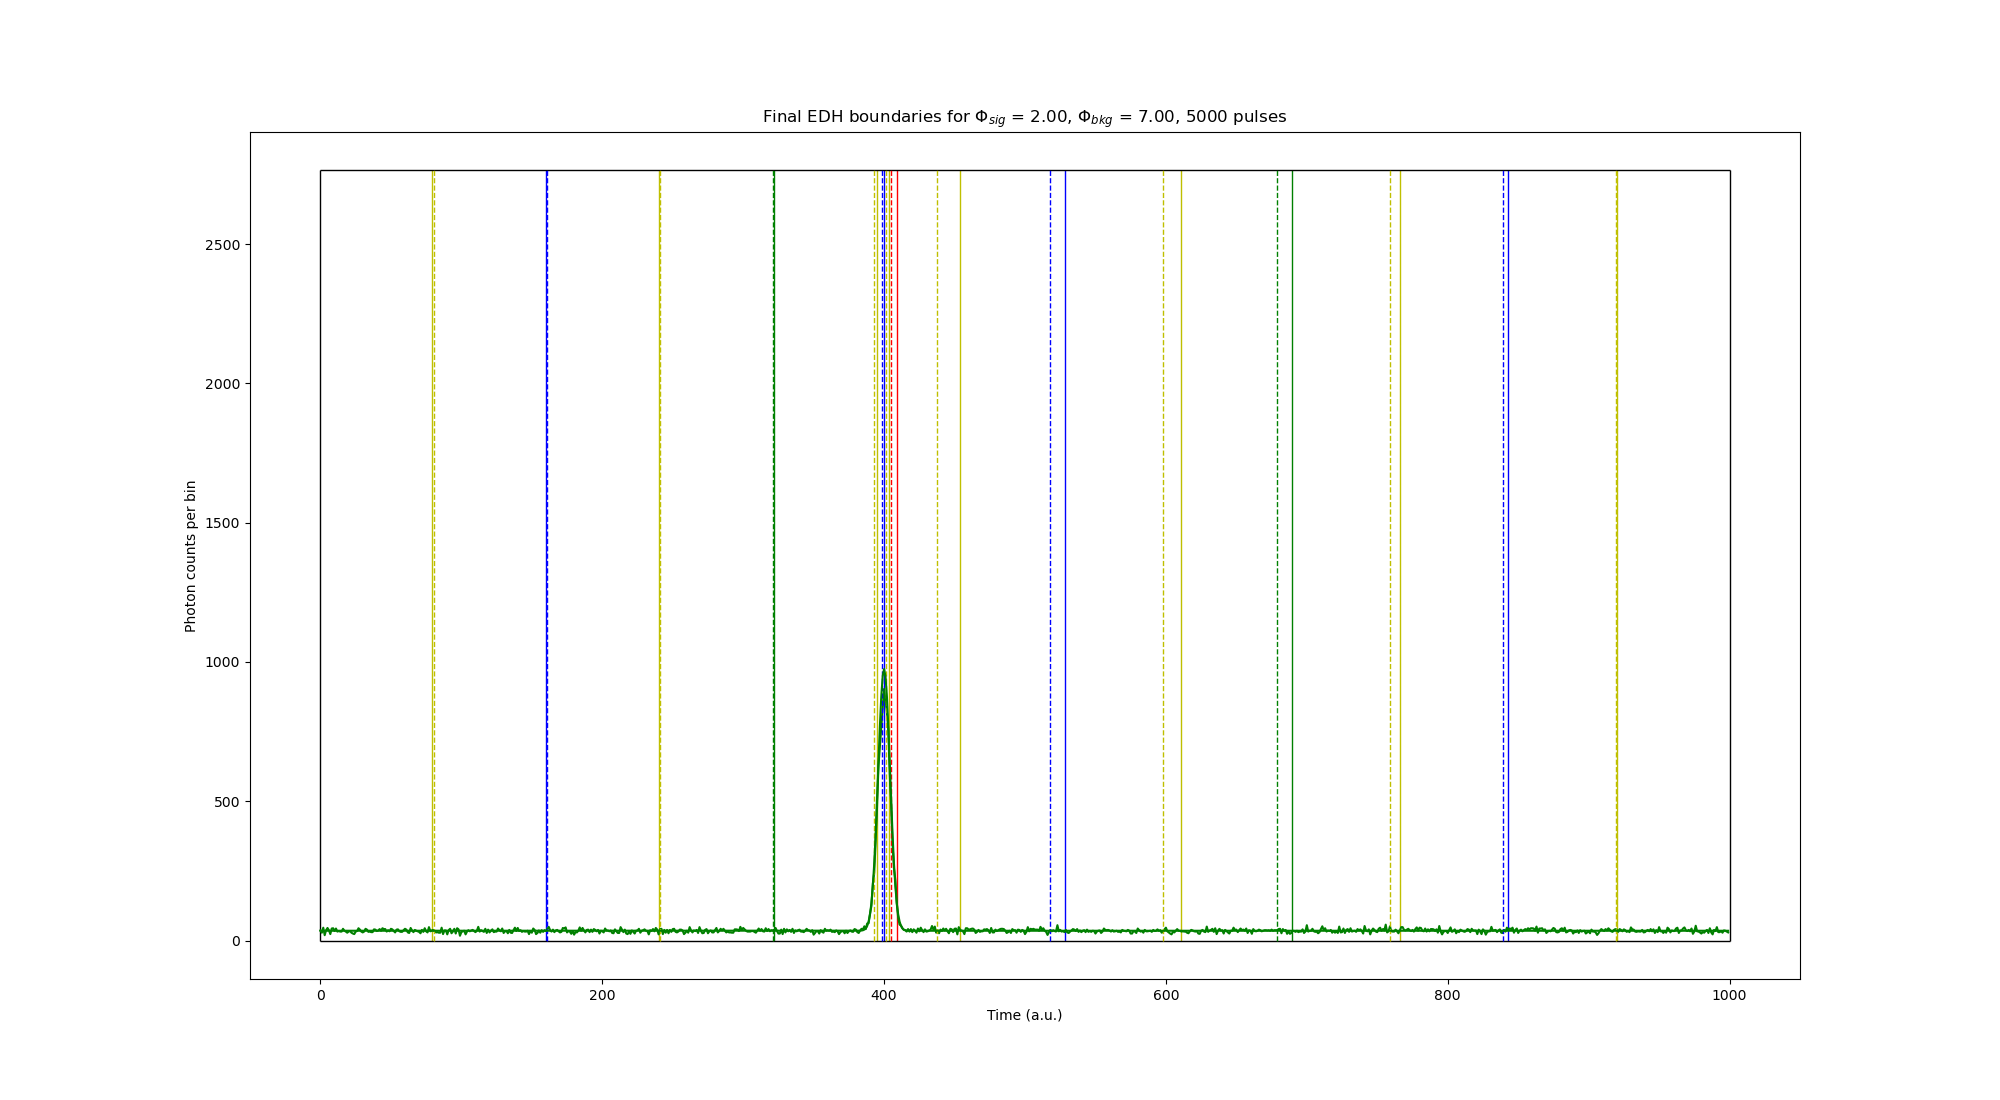 Final EDH boundaries for Φsig = 2.00, Φbkg = 7.00, 5000 pulses
2500
2000
1500
1000
500
0
Photon counts per bin
0 200 400 600 800 1000
Time (a.u.)